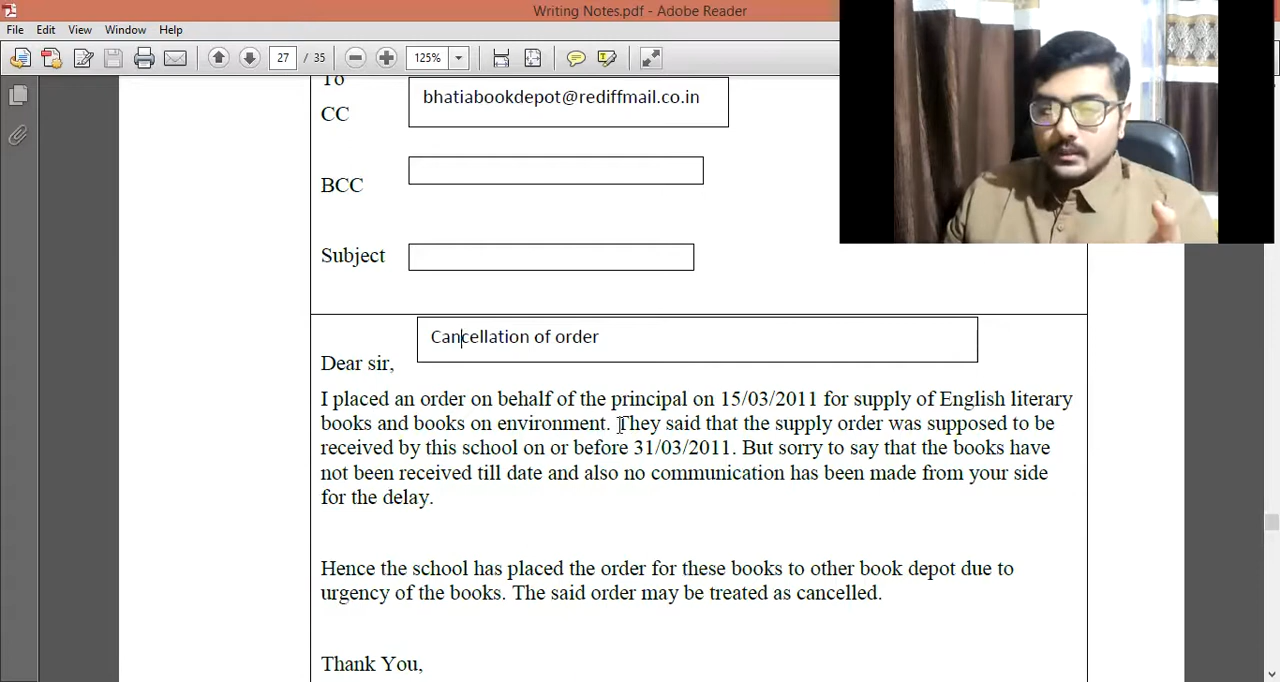 Writing Notes.pdf - Adobe Reader
File Edit View Window Help
27 / 35 125%
To
bhatiabookdepot@rediffmail.co.in
CC
BCC
Subject
Cancellation of order
Dear sir,
I placed an order on behalf of the principal on 15/03/2011 for supply of English literary
books and books on environment. They said that the supply order was supposed to be
received by this school on or before 31/03/2011. But sorry to say that the books have
not been received till date and also no communication has been made from your side
for the delay.
Hence the school has placed the order for these books to other book depot due to
urgency of the books. The said order may be treated as cancelled.
Thank You,